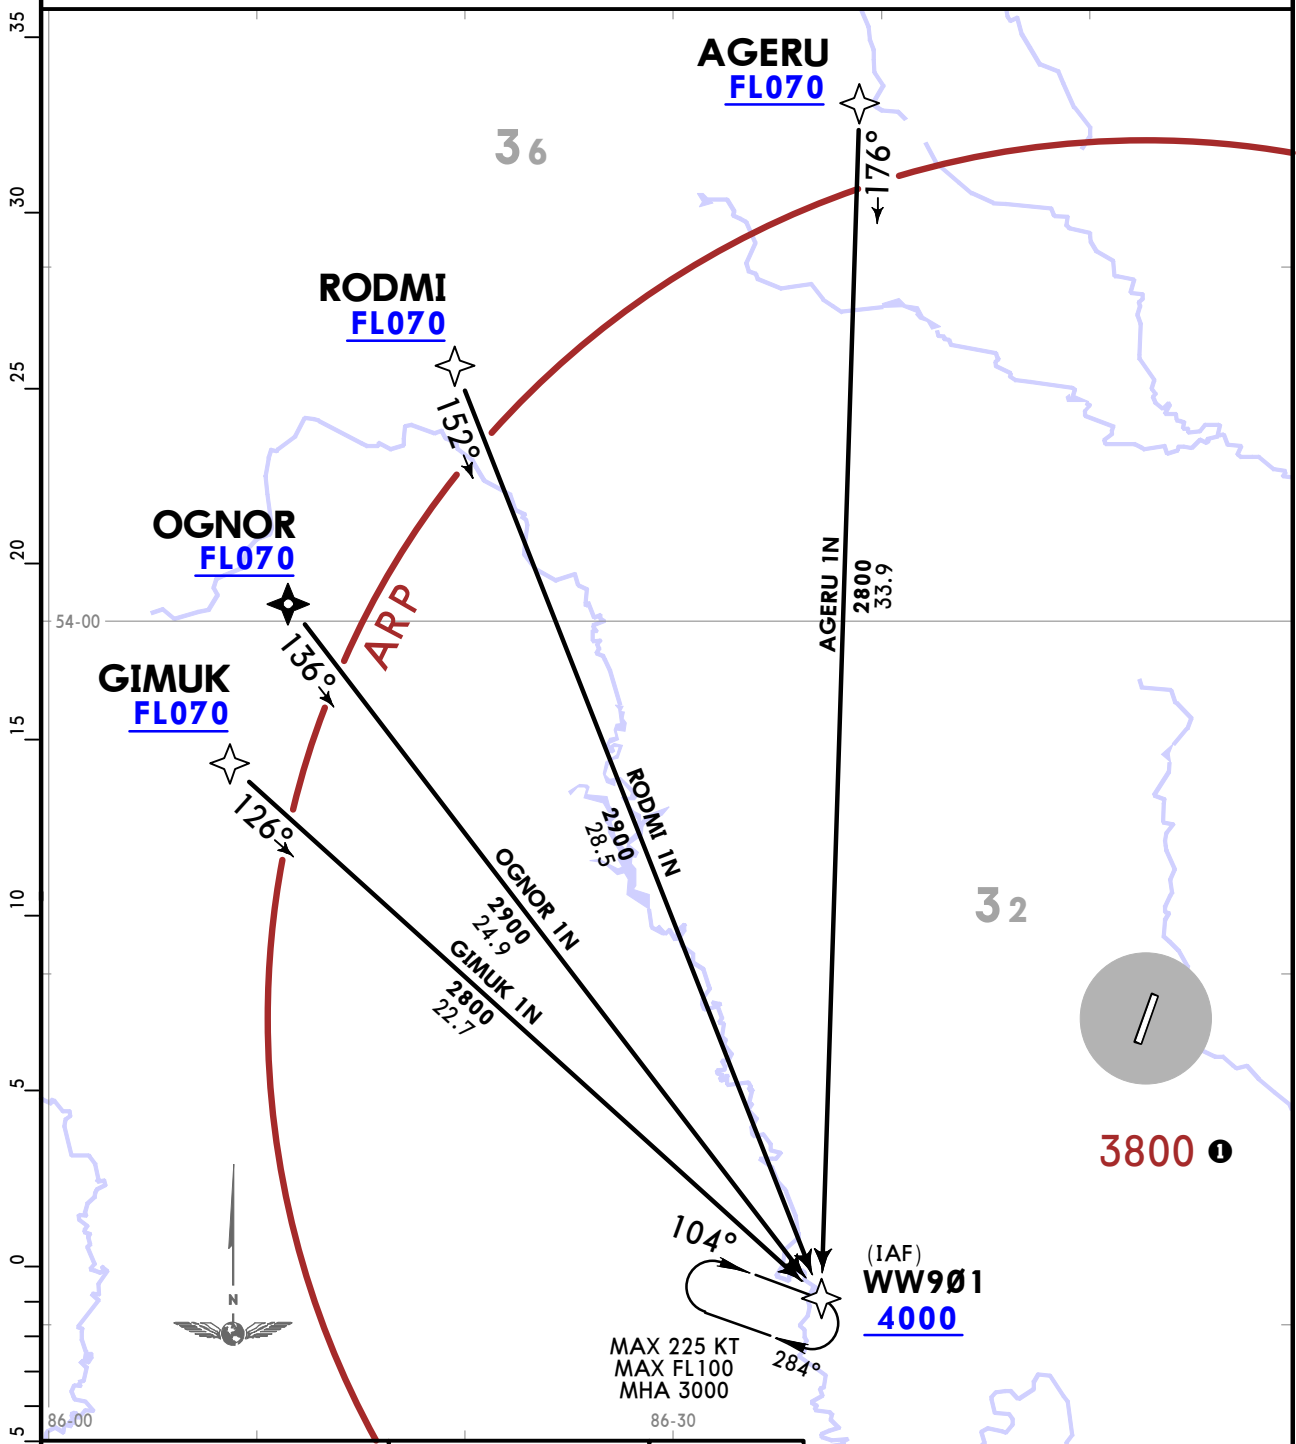 35
AGERU
FL070
36
176°
30
RODMI
FL070
25
152°
OGNOR
FL070
20
ARP
AGERU 1N
2800
33.9
54-00
136°
GIMUK
FL070
15
126°
RODMI 1N
2900
28.5
OGNOR 1N
2900
24.9
10
32
GIMUK 1N
2800
22.7
5
3800 1
104°
0
(IAF)
WW9Ø1
4000
N
MAX 225 KT
MAX FL100
MHA 3000
284°
5
86-00
86-30